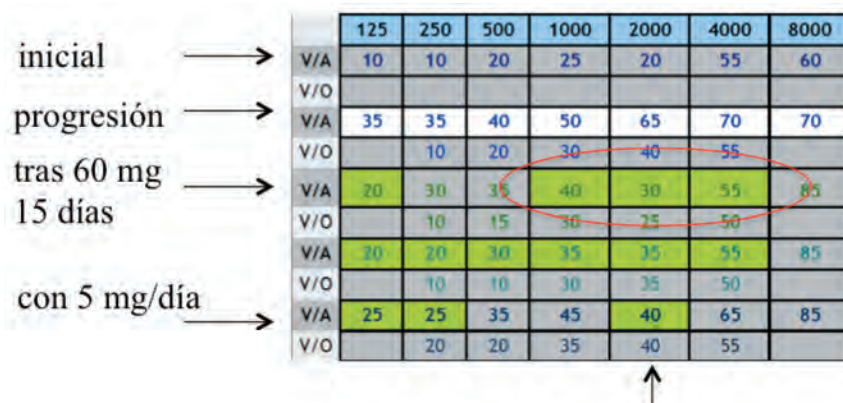 125 250 500 1000 2000 4000 8000
inicial V/A 10 10 20 25 20 55 60
V/O
progresión V/A 35 35 40 50 65 70 70
V/O 10 20 30 40 55
tras 60 mg
15 días V/A 20 30 35 40 30 55 85
V/O 10 15 30 25 50
V/A 20 20 30 35 35 55 85
V/O 10 10 30 35 50
con 5 mg/día V/A 25 25 35 45 40 65 85
V/O 20 20 35 40 55